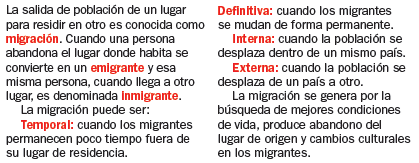 La salida de población de un lugar
para residir en otro es conocida como
migración. Cuando una persona
abandona el lugar donde habita se
convierte en un emigrante y esa
misma persona, cuando llega a otro
lugar, es denominada inmigrante.
La migración puede ser:
Temporal: cuando los migrantes
permanecen poco tiempo fuera de
su lugar de residencia.
Definitiva: cuando los migrantes
se mudan de forma permanente.
Interna: cuando la población se
desplaza dentro de un mismo país.
Externa: cuando la población se
desplaza de un país a otro.
La migración se genera por la
búsqueda de mejores condiciones
de vida, produce abandono del
lugar de origen y cambios culturales
en los migrantes.